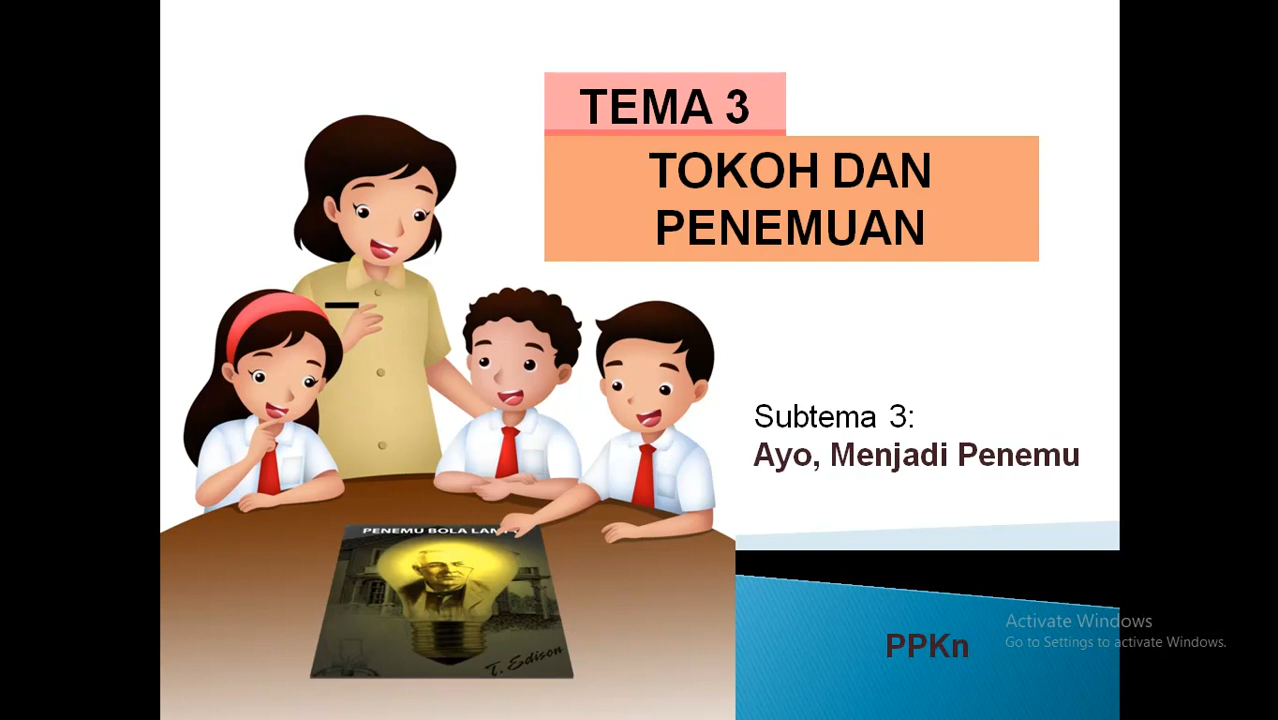 TEMA 3
TOKOH DAN
PENEMUAN
Subtema 3:
Ayo, Menjadi Penemu
PENEMU BOLA
T. Edison
PPKn
Activate Windows
Go to Settings to activate Windows.